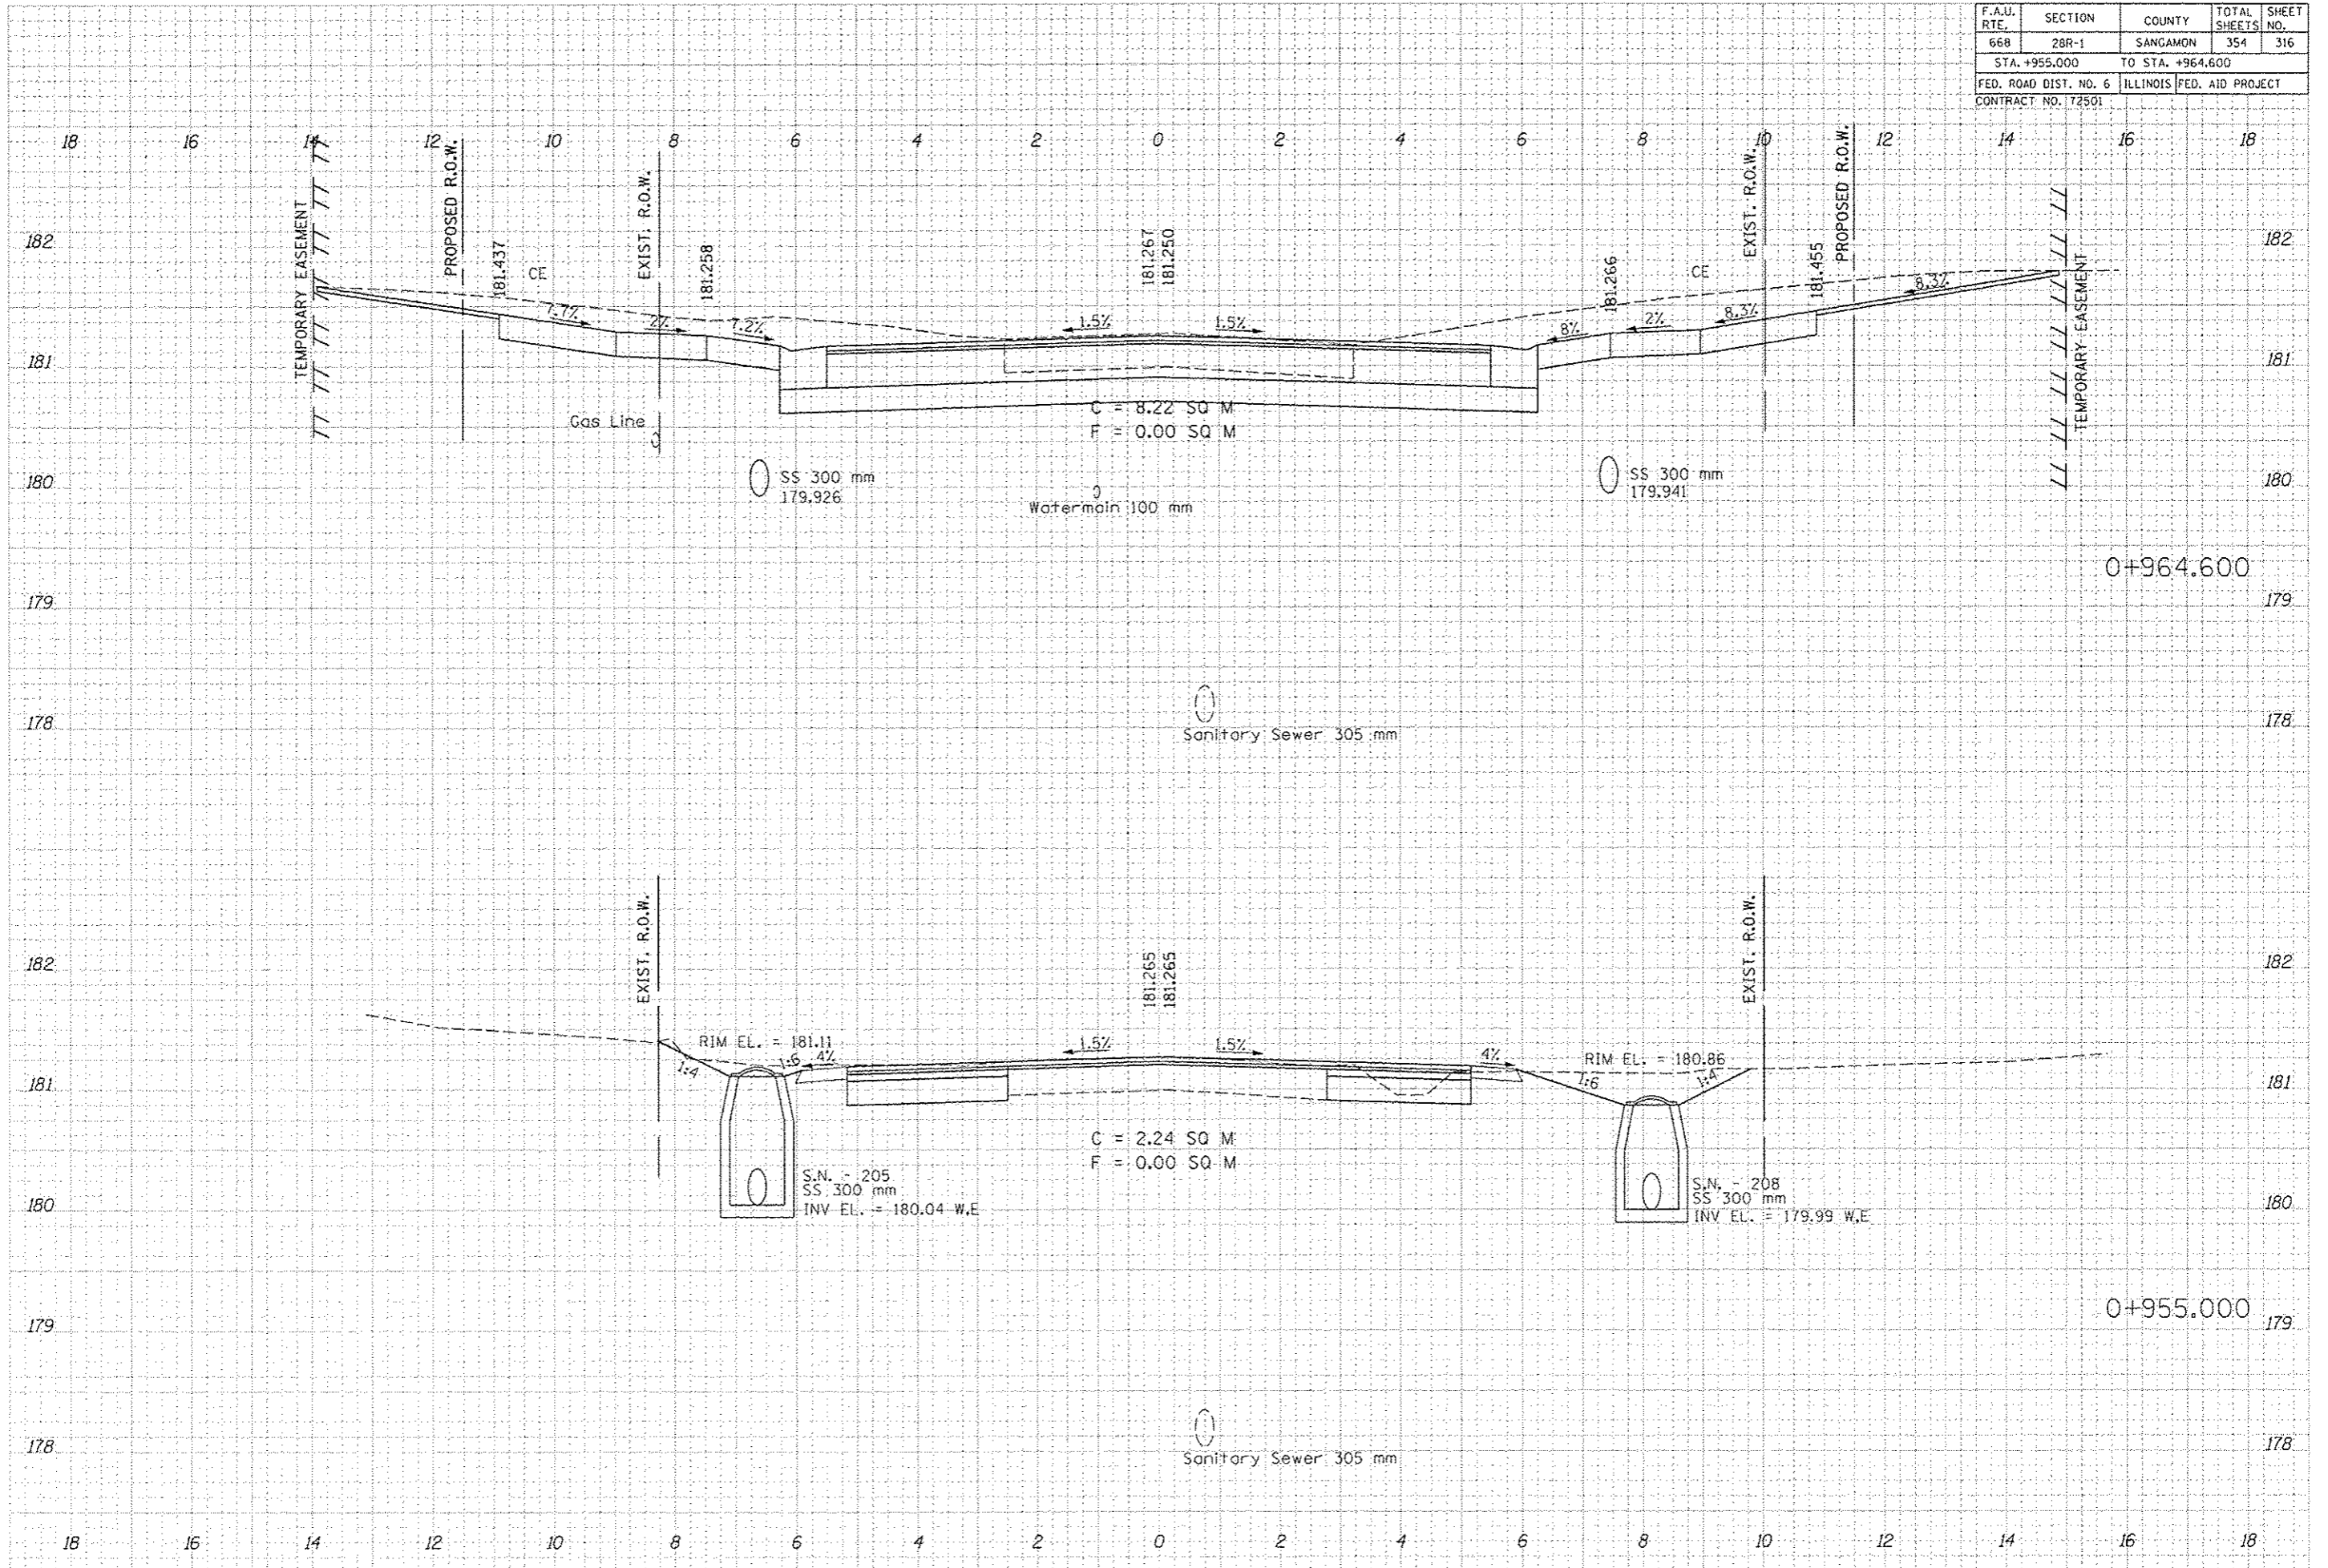 F.A.U. RTE. SECTION COUNTY TOTAL SHEETS SHEET NO.
668 28R-1 SANGAMON 354 316
STA. +955.000 TO STA. +964.600
FED. ROAD DIST. NO. 6 ILLINOIS FED. AID PROJECT
CONTRACT NO. 72501
18 16 14 12 10 8 6 4 2 0 2 4 6 8 10 12 14 16 18
TEMPORARY EASEMENT
PROPOSED R.O.W.
181.437
CE
EXIST. R.O.W.
181.258
181.267
181.250
181.266
CE
EXIST. R.O.W.
181.455
PROPOSED R.O.W.
TEMPORARY EASEMENT
182 182
7.7% 2% 7.2% 1.5% 1.5% 8% 2% 8.3% 8.3%
181 181
C = 8.22 SQ M
F = 0.00 SQ M
Gas Line
SS 300 mm
179.926
Watermain 100 mm
SS 300 mm
179.941
180 180
0+964.600
179 179
178 178
Sanitary Sewer 305 mm
EXIST. R.O.W.
181.265
181.265
EXIST. R.O.W.
182 182
RIM EL. = 181.11
1:4 1:6 4% 1.5% 1.5% 4%
RIM EL. = 180.86
1:6 1:4
181 181
C = 2.24 SQ M
F = 0.00 SQ M
S.N. - 205
SS 300 mm
INV EL. = 180.04 W,E
S.N. - 208
SS 300 mm
INV EL. = 179.99 W,E
180 180
0+955.000
179 179
178 178
Sanitary Sewer 305 mm
18 16 14 12 10 8 6 4 2 0 2 4 6 8 10 12 14 16 18